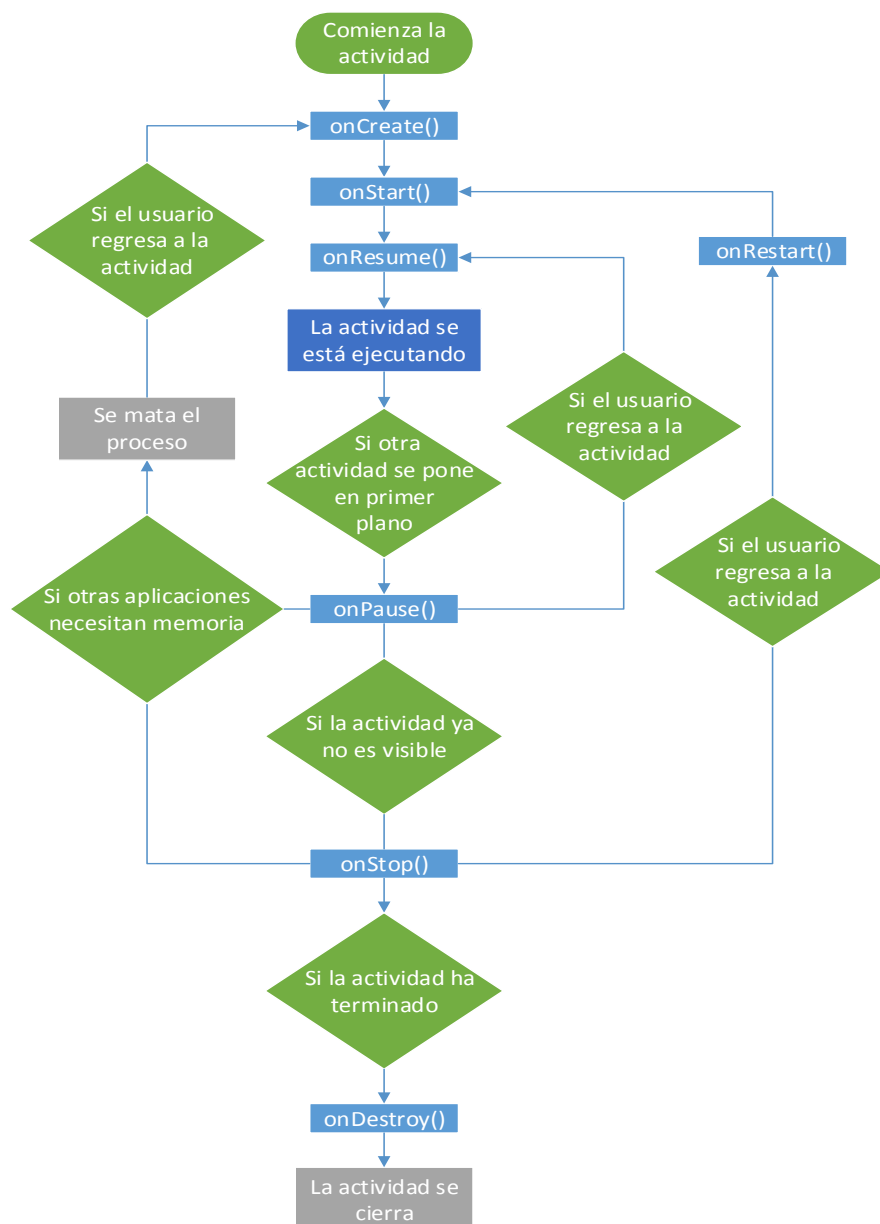 Comienza la
actividad
onCreate()
onStart()
Si el usuario
regresa a la
actividad
onResume()
onRestart()
La actividad se
está ejecutando
Se mata el
proceso
Si el usuario
regresa a la
actividad
Si otra
actividad se pone
en primer
plano
Si el usuario
regresa a la
actividad
Si otras aplicaciones
necesitan memoria
onPause()
Si la actividad ya
no es visible
onStop()
Si la actividad ha
terminado
onDestroy()
La actividad se
cierra